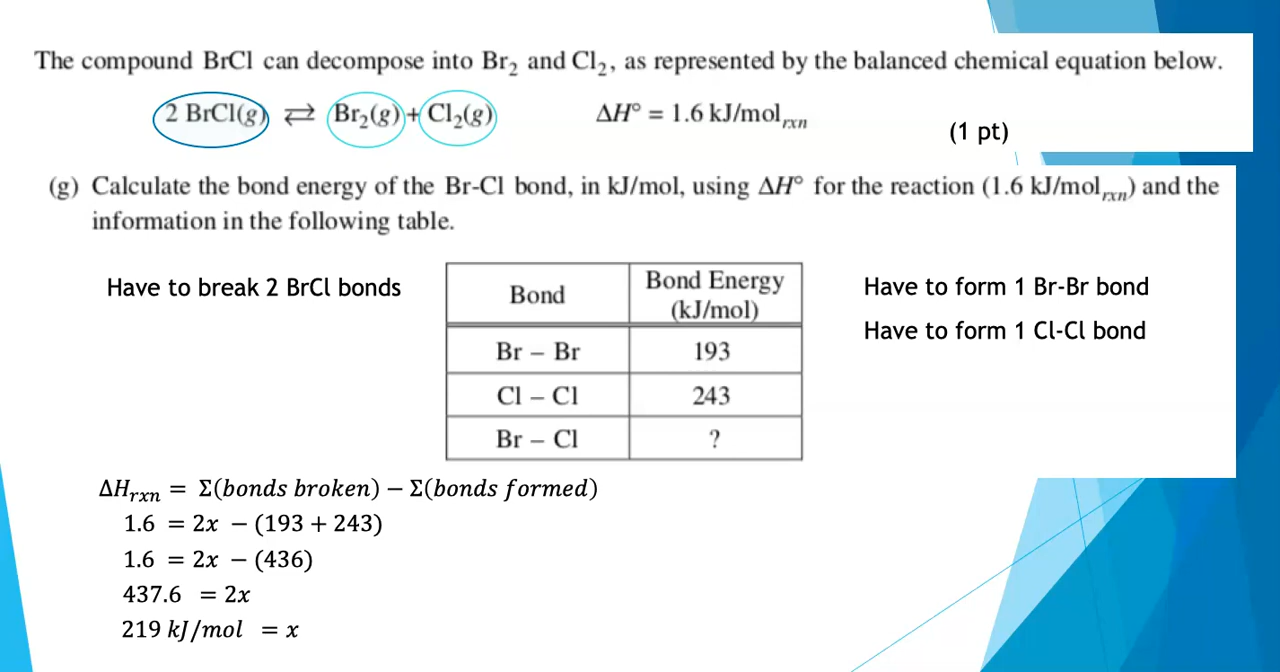 The compound BrCl can decompose into Br₂ and Cl₂, as represented by the balanced chemical equation below.
2 BrCl(g) ⇄ Br₂(g) + Cl₂(g) ΔH° = 1.6 kJ/molᵣₓₙ
(1 pt)
(g) Calculate the bond energy of the Br-Cl bond, in kJ/mol, using ΔH° for the reaction (1.6 kJ/molᵣₓₙ) and the
information in the following table.
Have to break 2 BrCl bonds
Bond Bond Energy (kJ/mol)
Br – Br 193
Cl – Cl 243
Br – Cl ?
Have to form 1 Br-Br bond
Have to form 1 Cl-Cl bond
ΔHᵣₓₙ = Σ(bonds broken) − Σ(bonds formed)
1.6 = 2x − (193 + 243)
1.6 = 2x − (436)
437.6 = 2x
219 kJ/mol = x